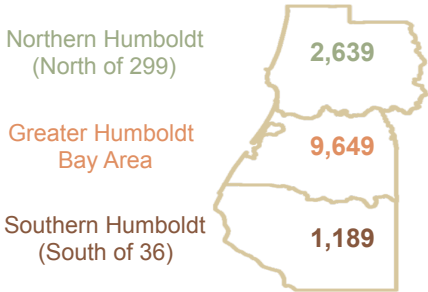 Northern Humboldt
(North of 299)
2,639
Greater Humboldt
Bay Area
9,649
Southern Humboldt
(South of 36)
1,189